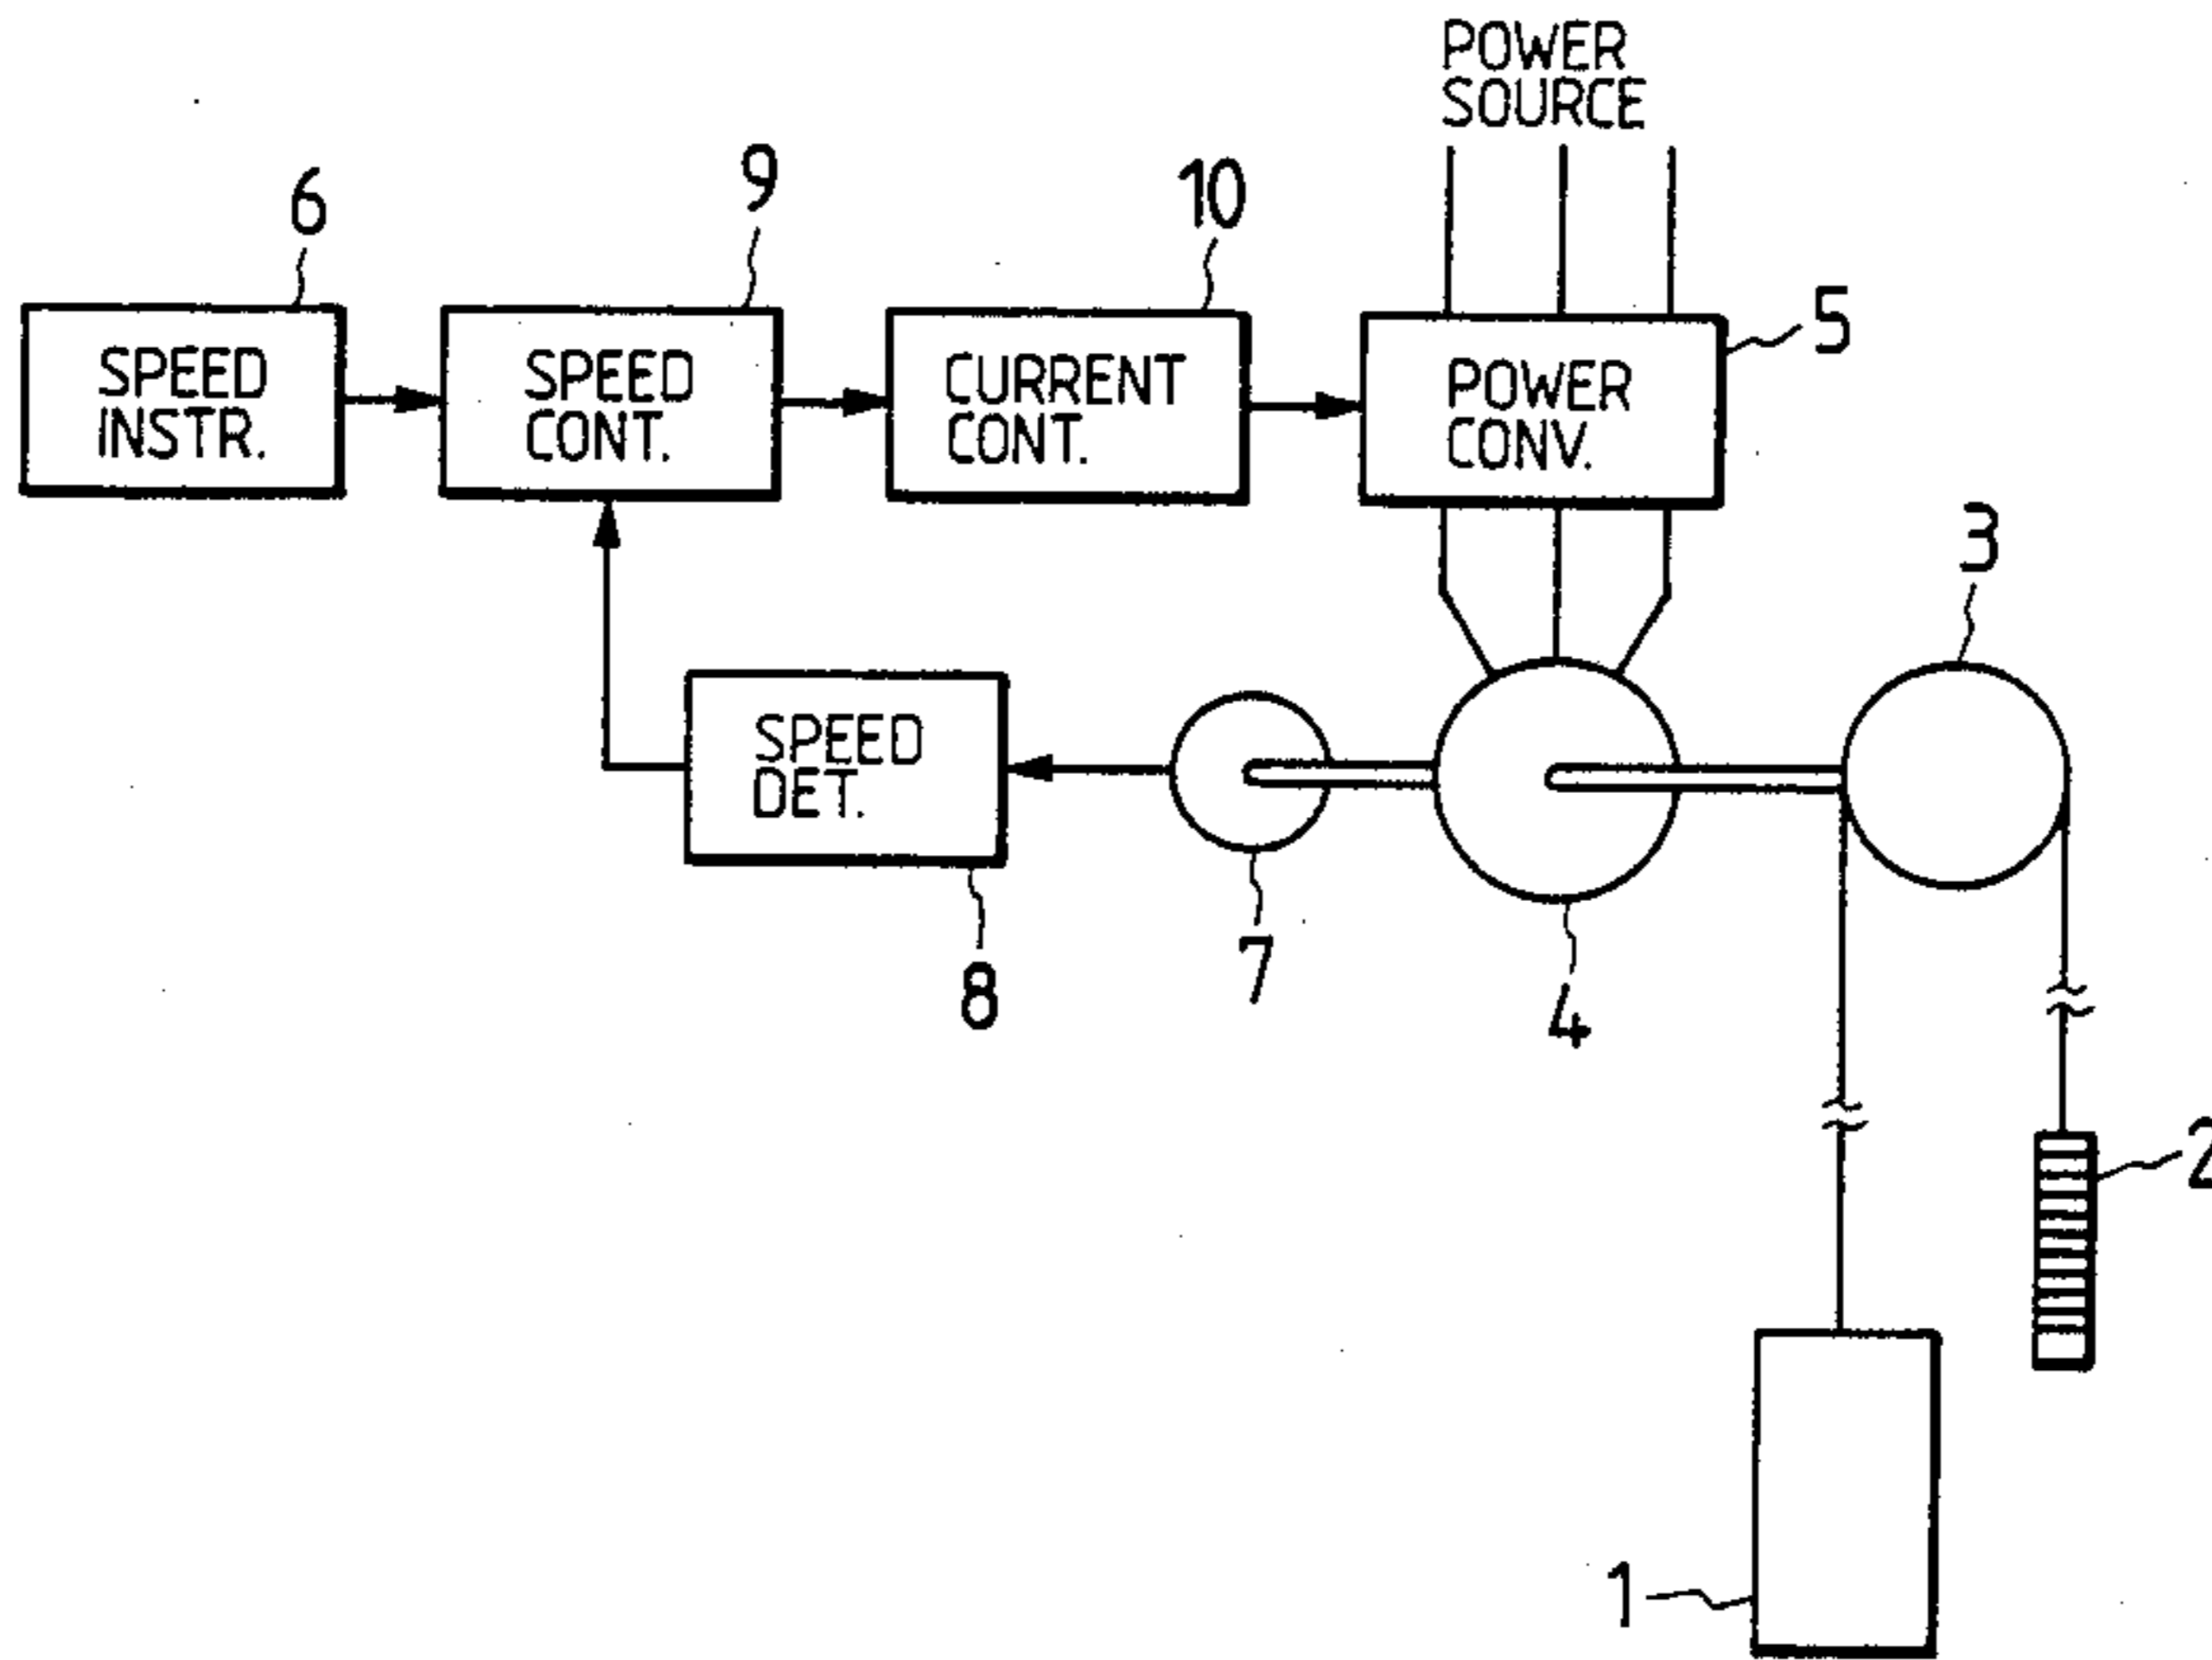 POWER
SOURCE
6
9
10
5
SPEED
INSTR.
SPEED
CONT.
CURRENT
CONT.
POWER
CONV.
3
SPEED
DET.
8
7
4
2
1